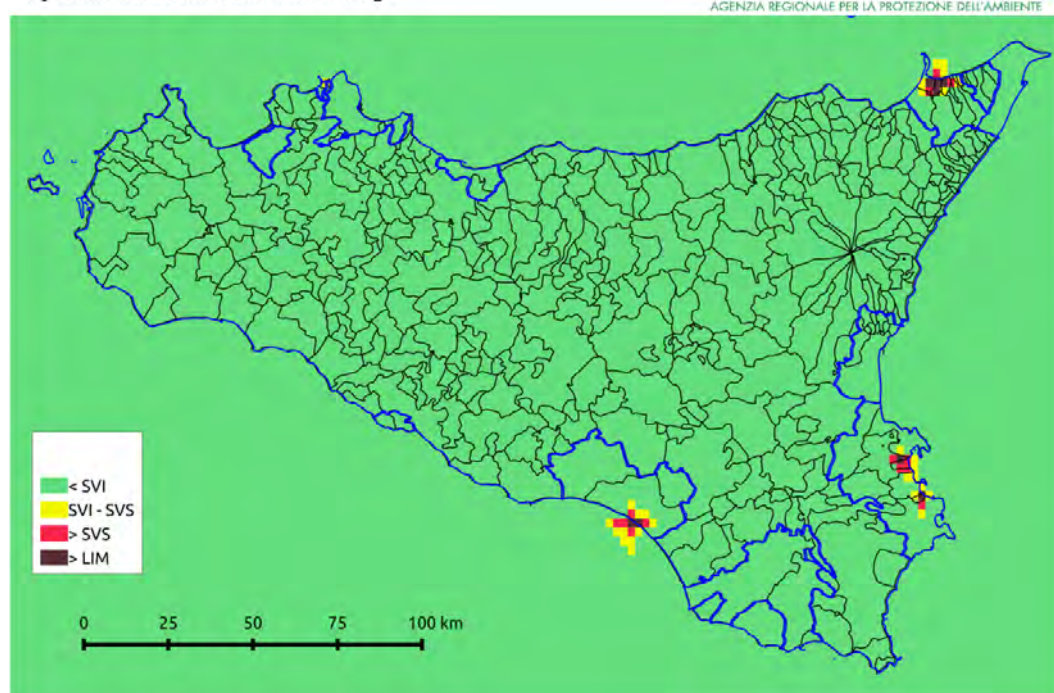 AGENZIA REGIONALE PER LA PROTEZIONE DELL'AMBIENTE
< SVI
SVI - SVS
> SVS
> LIM
0 25 50 75 100 km